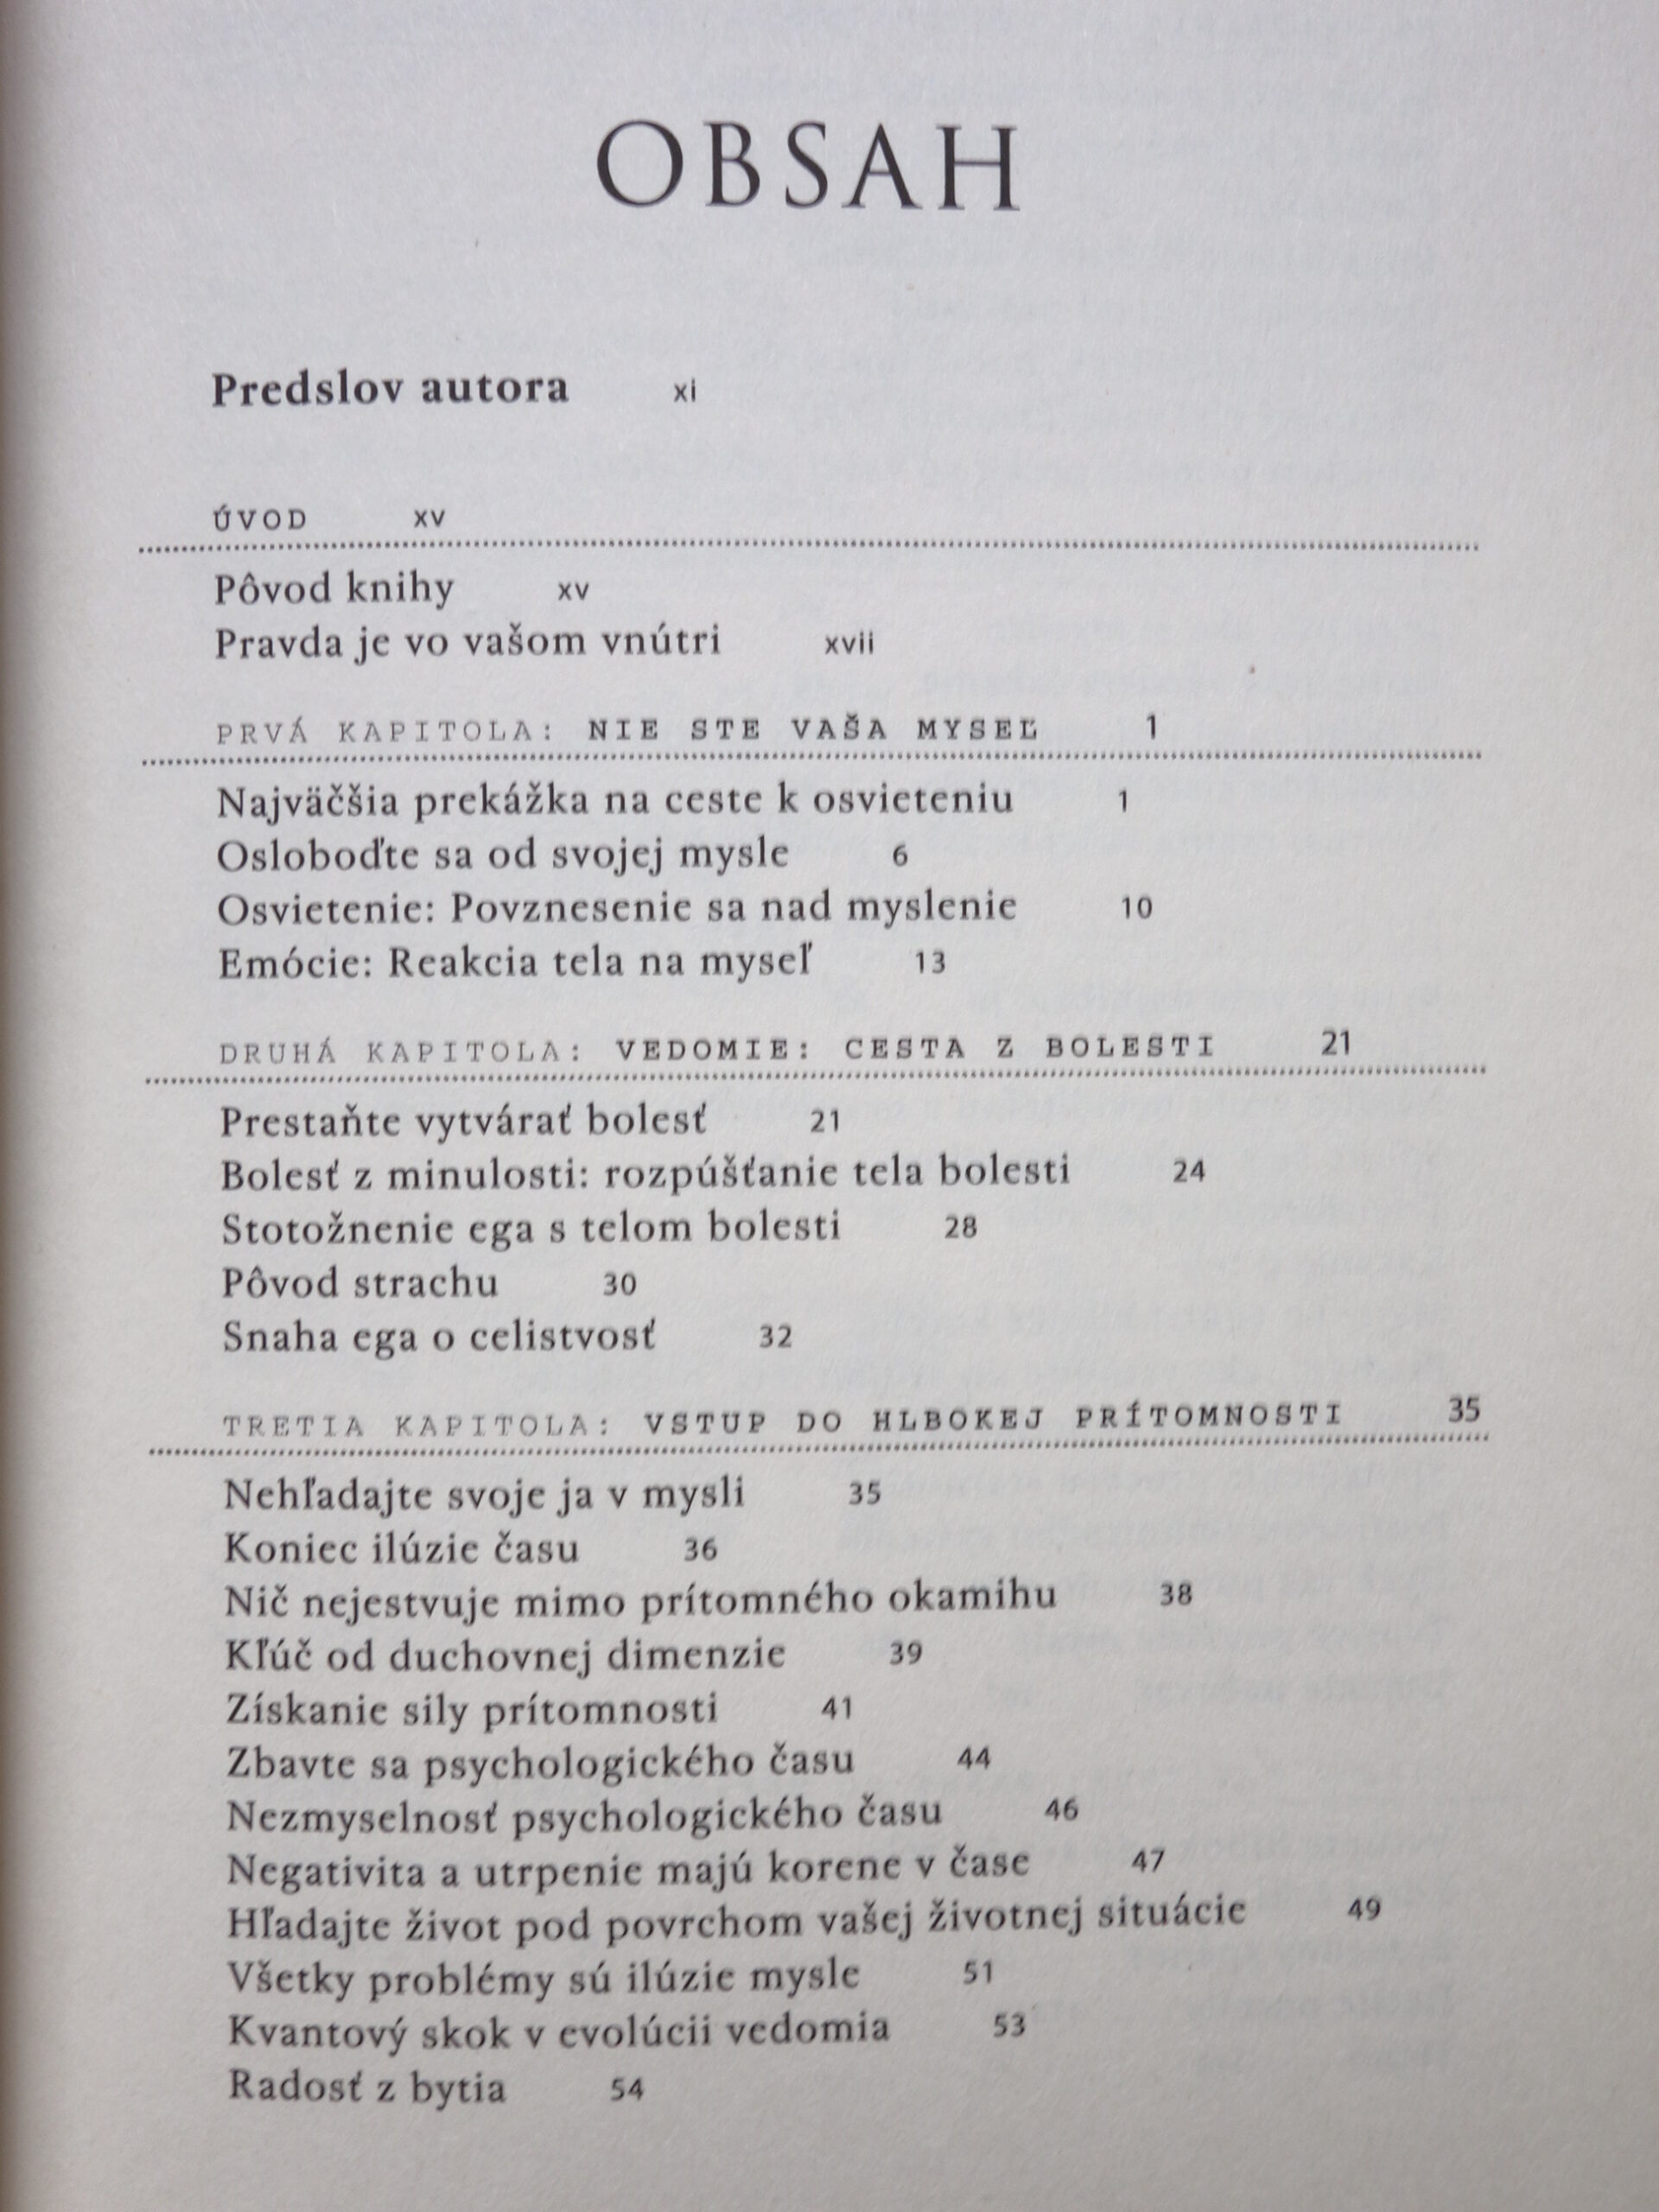 OBSAH
Predslov autora xi
ÚVOD xv
Pôvod knihy xv
Pravda je vo vašom vnútri xvii
PRVÁ KAPITOLA: NIE STE VAŠA MYSEĽ 1
Najväčšia prekážka na ceste k osvieteniu 1
Osloboďte sa od svojej mysle 6
Osvietenie: Povznesenie sa nad myslenie 10
Emócie: Reakcia tela na myseľ 13
DRUHÁ KAPITOLA: VEDOMIE: CESTA Z BOLESTI 21
Prestaňte vytvárať bolesť 21
Bolesť z minulosti: rozpúšťanie tela bolesti 24
Stotožnenie ega s telom bolesti 28
Pôvod strachu 30
Snaha ega o celistvosť 32
TRETIA KAPITOLA: VSTUP DO HLBOKEJ PRÍTOMNOSTI 35
Nehľadajte svoje ja v mysli 35
Koniec ilúzie času 36
Nič nejestvuje mimo prítomného okamihu 38
Kľúč od duchovnej dimenzie 39
Získanie sily prítomnosti 41
Zbavte sa psychologického času 44
Nezmyselnosť psychologického času 46
Negativita a utrpenie majú korene v čase 47
Hľadajte život pod povrchom vašej životnej situácie 49
Všetky problémy sú ilúzie mysle 51
Kvantový skok v evolúcii vedomia 53
Radosť z bytia 54